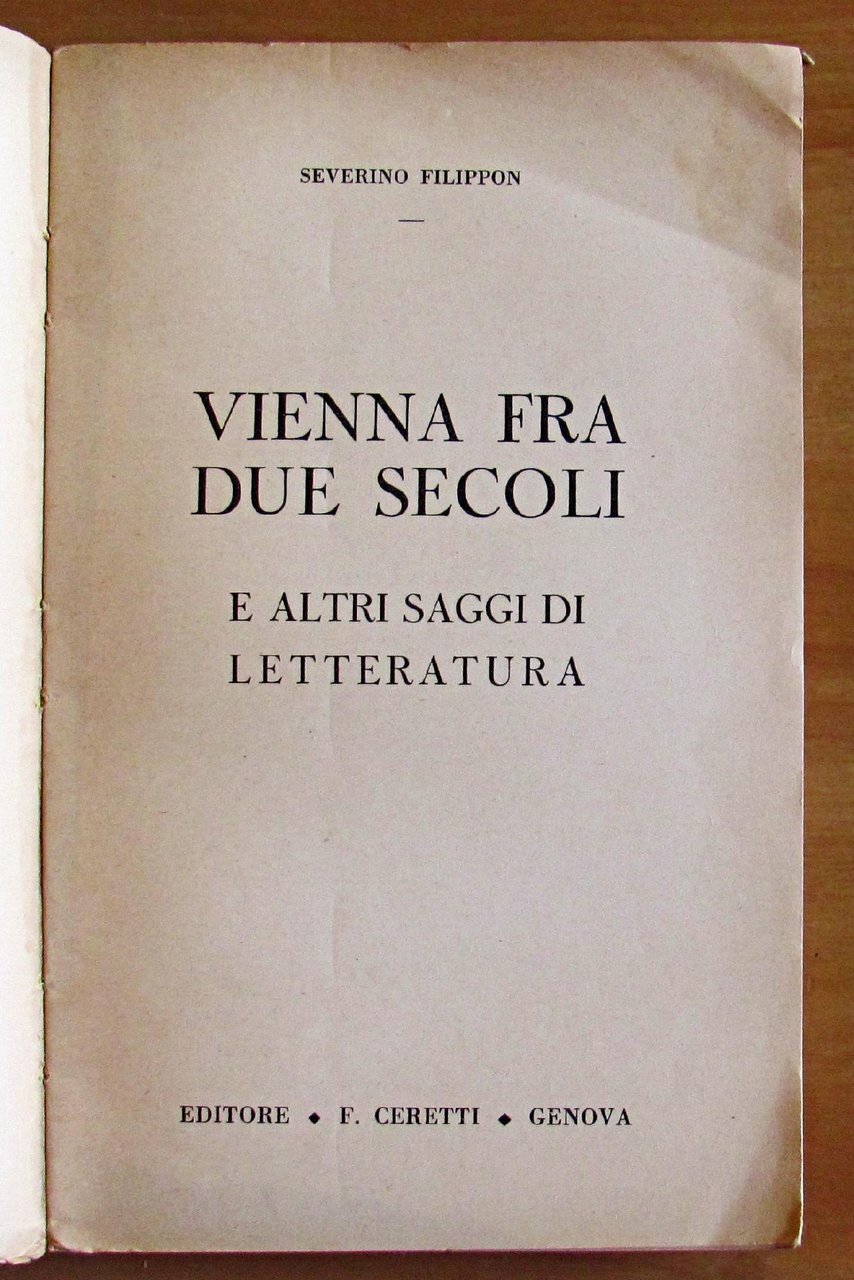 SEVERINO FILIPPON
VIENNA FRA
DUE SECOLI
E ALTRI SAGGI DI
LETTERATURA
EDITORE ◆ F. CERETTI ◆ GENOVA